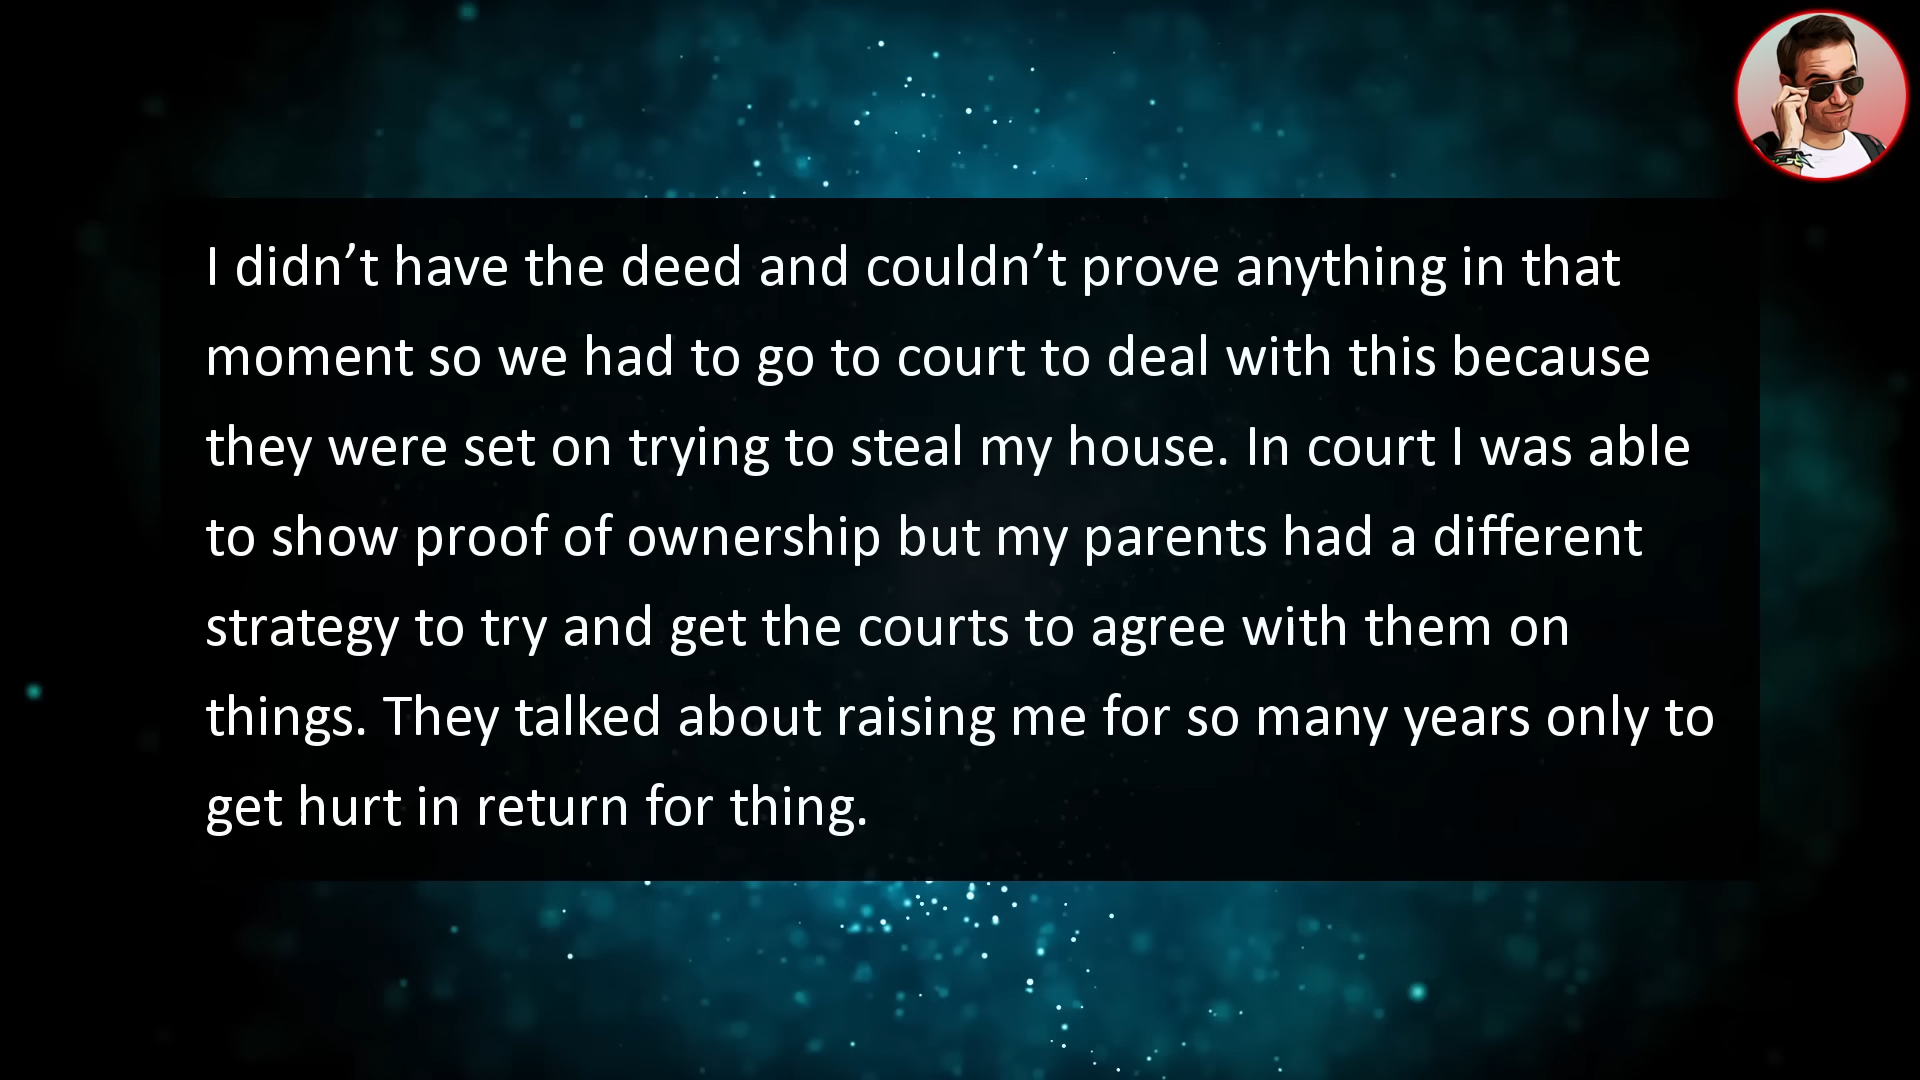 I didn’t have the deed and couldn’t prove anything in that
moment so we had to go to court to deal with this because
they were set on trying to steal my house. In court I was able
to show proof of ownership but my parents had a different
strategy to try and get the courts to agree with them on
things. They talked about raising me for so many years only to
get hurt in return for thing.